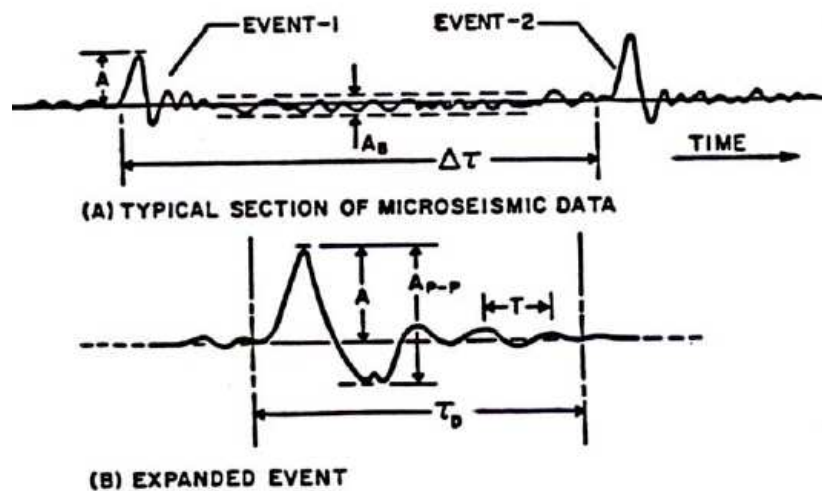 EVENT-1 EVENT-2
A
A_B
Δτ TIME
(A) TYPICAL SECTION OF MICROSEISMIC DATA
A A_P-P T
τ_D
(B) EXPANDED EVENT